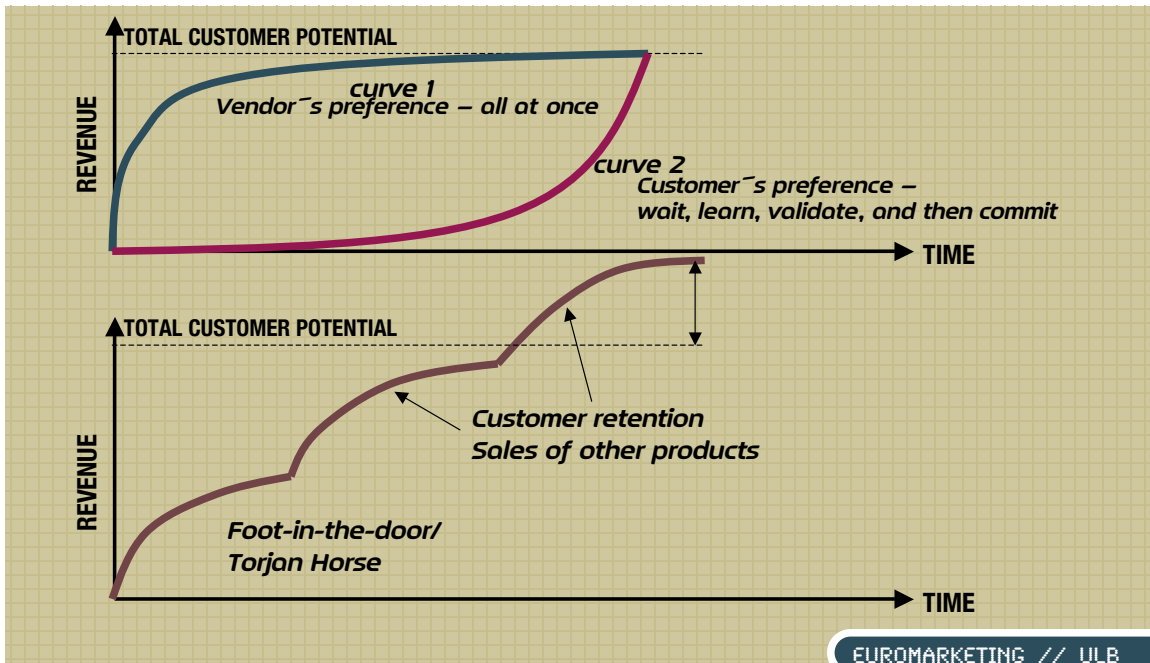 TOTAL CUSTOMER POTENTIAL
REVENUE
curve 1
Vendor´s preference – all at once
curve 2
Customer´s preference –
wait, learn, validate, and then commit
TIME
TOTAL CUSTOMER POTENTIAL
REVENUE
Customer retention
Sales of other products
Foot-in-the-door/
Torjan Horse
TIME
EUROMARKETING // ULB